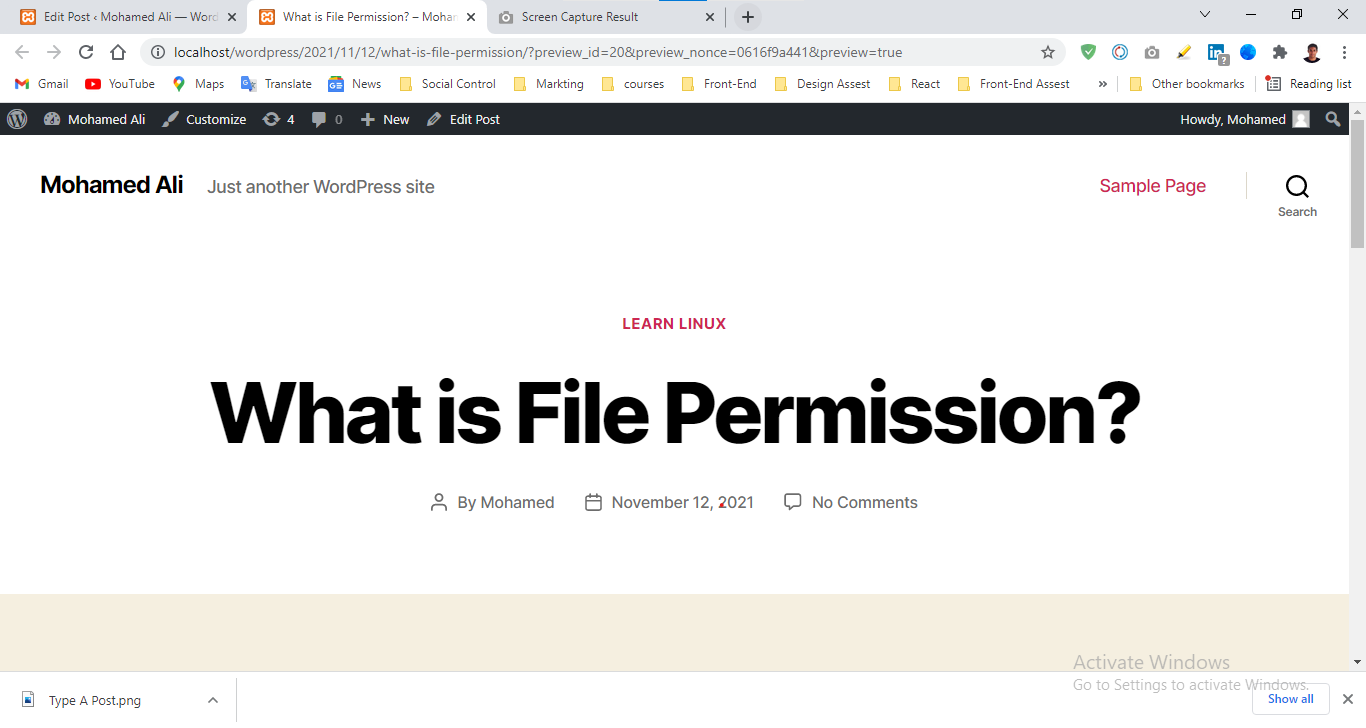 Edit Post ‹ Mohamed Ali — Word
What is File Permission? – Moham
Screen Capture Result
localhost/wordpress/2021/11/12/what-is-file-permission/?preview_id=20&preview_nonce=0616f9a441&preview=true
Gmail YouTube Maps Translate News Social Control Markting courses Front-End Design Assest React Front-End Assest » Other bookmarks Reading list
Mohamed Ali Customize 4 0 New Edit Post Howdy, Mohamed
Mohamed Ali Just another WordPress site Sample Page
Search
LEARN LINUX
What is File Permission?
By Mohamed November 12, 2021 No Comments
Activate Windows
Go to Settings to activate Windows.
Type A Post.png Show all